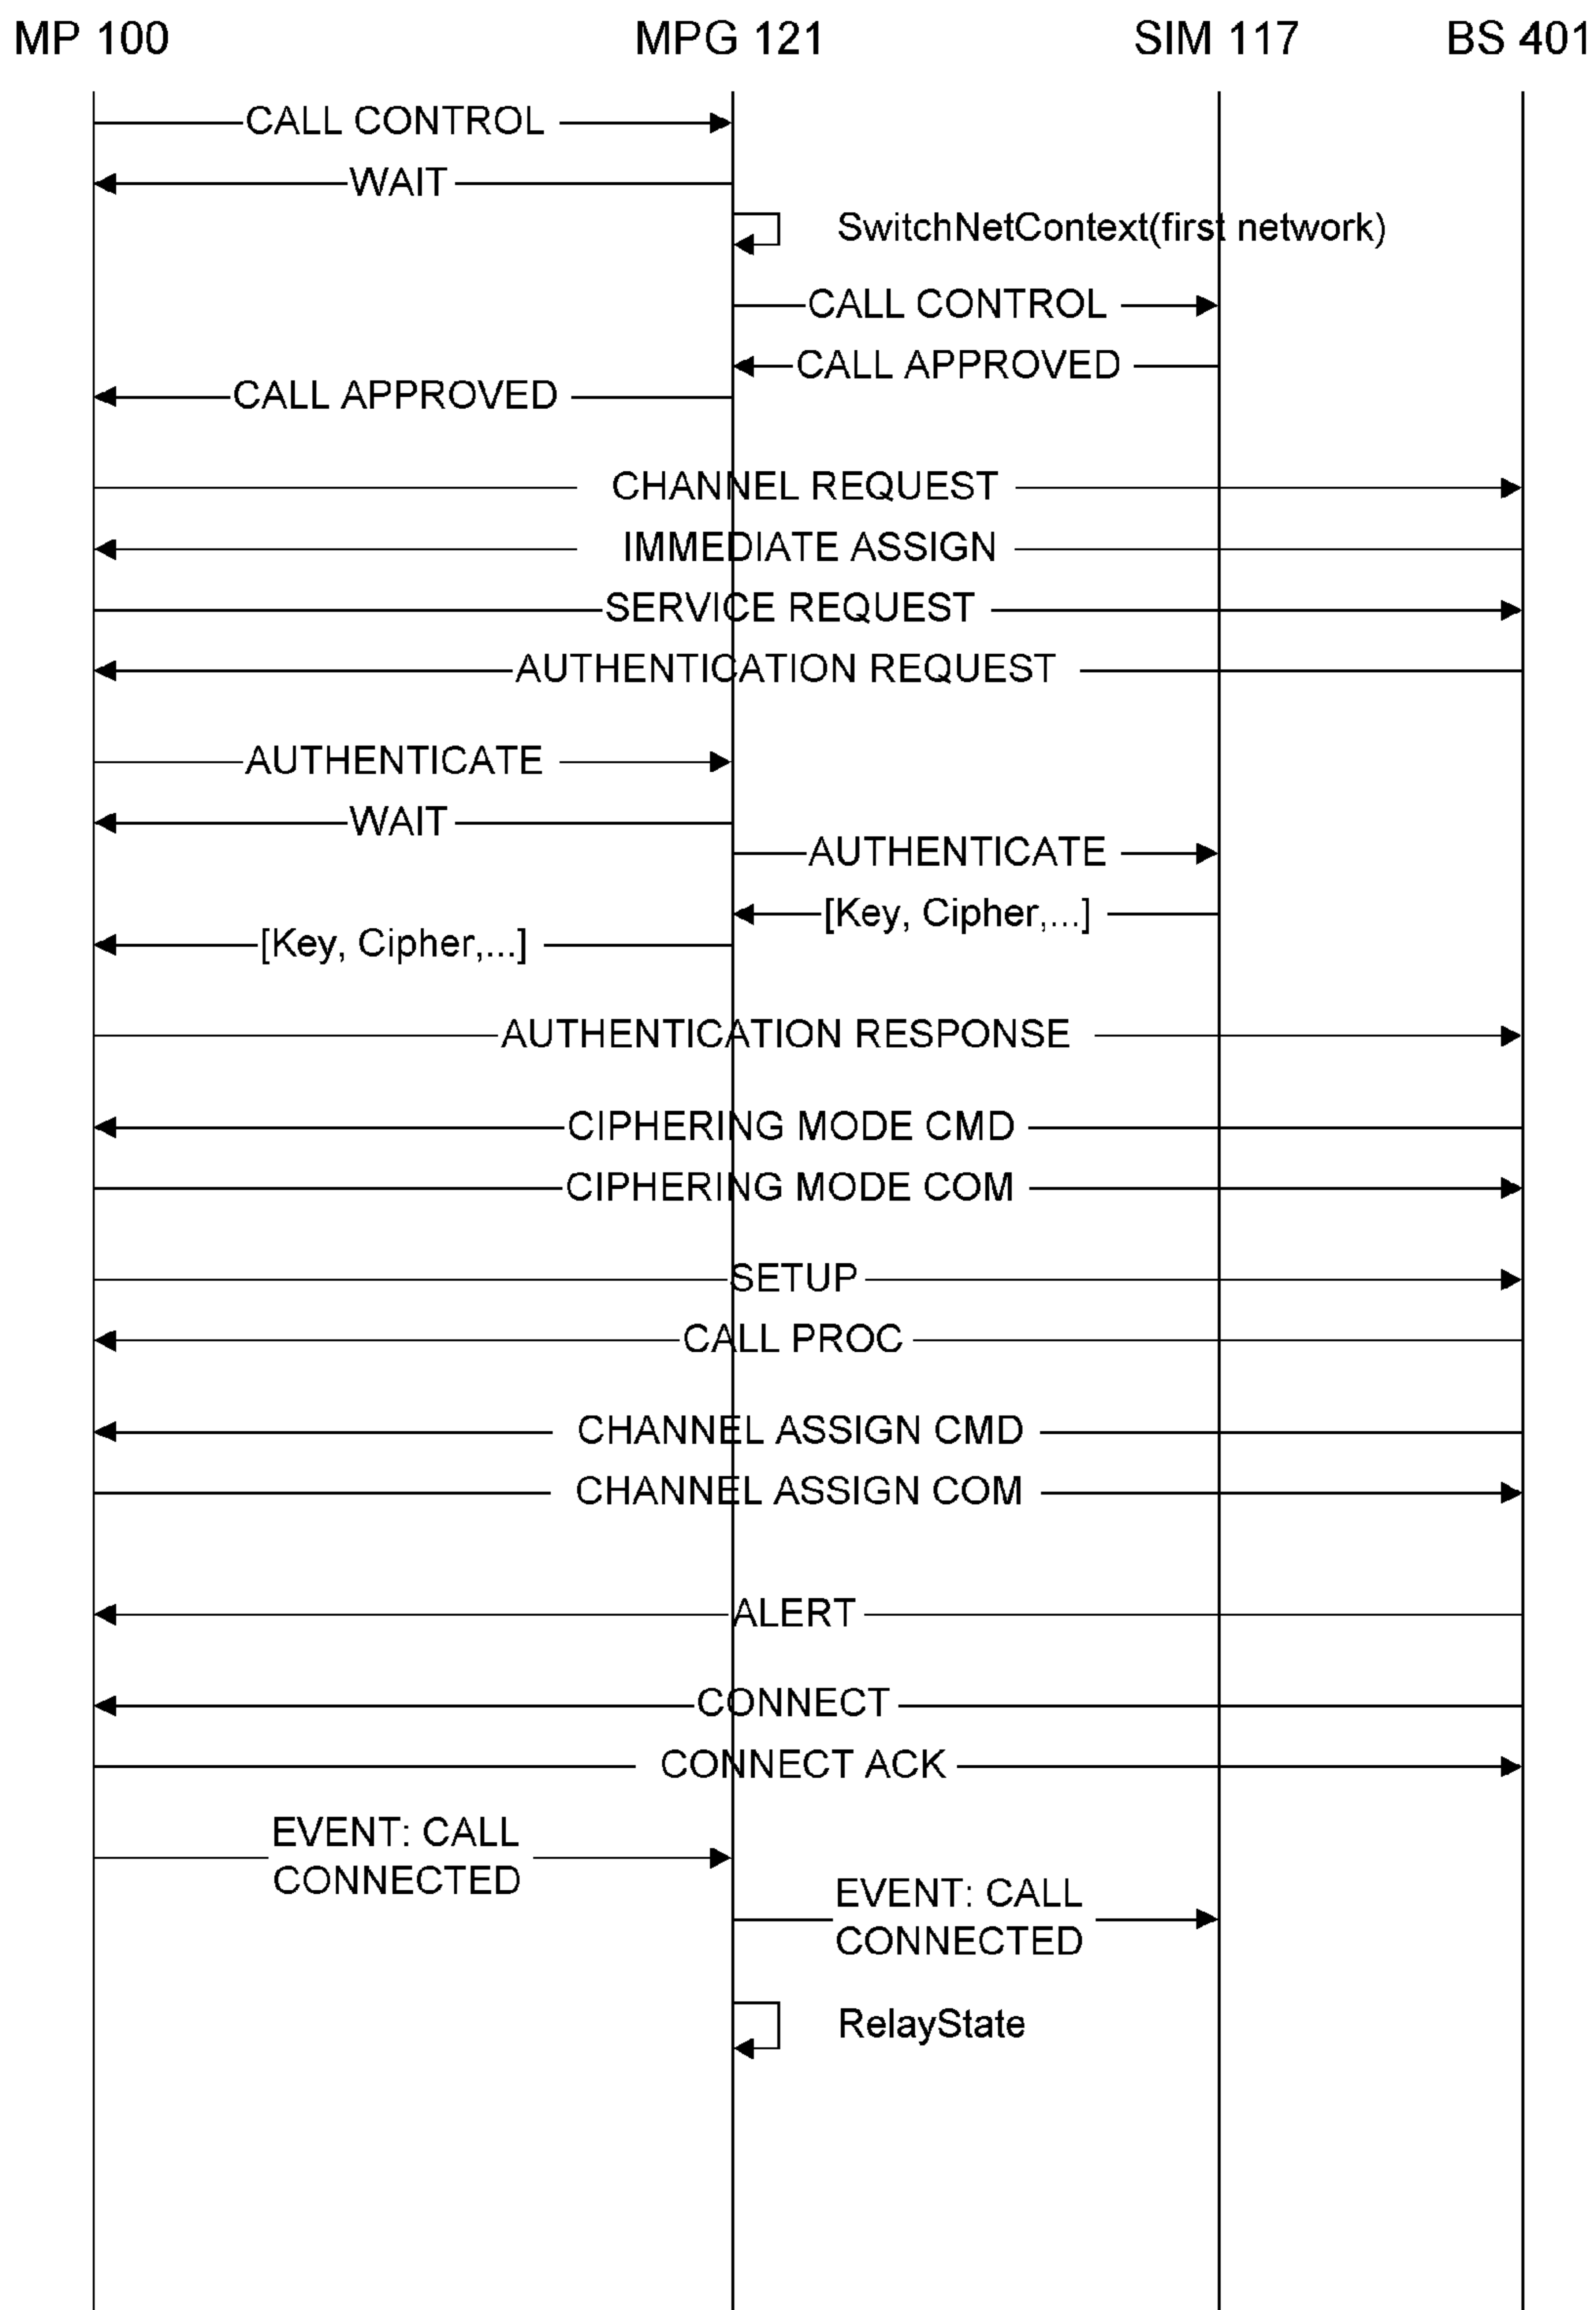 MP 100 MPG 121 SIM 117 BS 401
CALL CONTROL
WAIT
SwitchNetContext(first network)
CALL CONTROL
CALL APPROVED
CALL APPROVED
CHANNEL REQUEST
IMMEDIATE ASSIGN
SERVICE REQUEST
AUTHENTICATION REQUEST
AUTHENTICATE
WAIT
AUTHENTICATE
[Key, Cipher,...]
[Key, Cipher,...]
AUTHENTICATION RESPONSE
CIPHERING MODE CMD
CIPHERING MODE COM
SETUP
CALL PROC
CHANNEL ASSIGN CMD
CHANNEL ASSIGN COM
ALERT
CONNECT
CONNECT ACK
EVENT: CALL
CONNECTED
EVENT: CALL
CONNECTED
RelayState